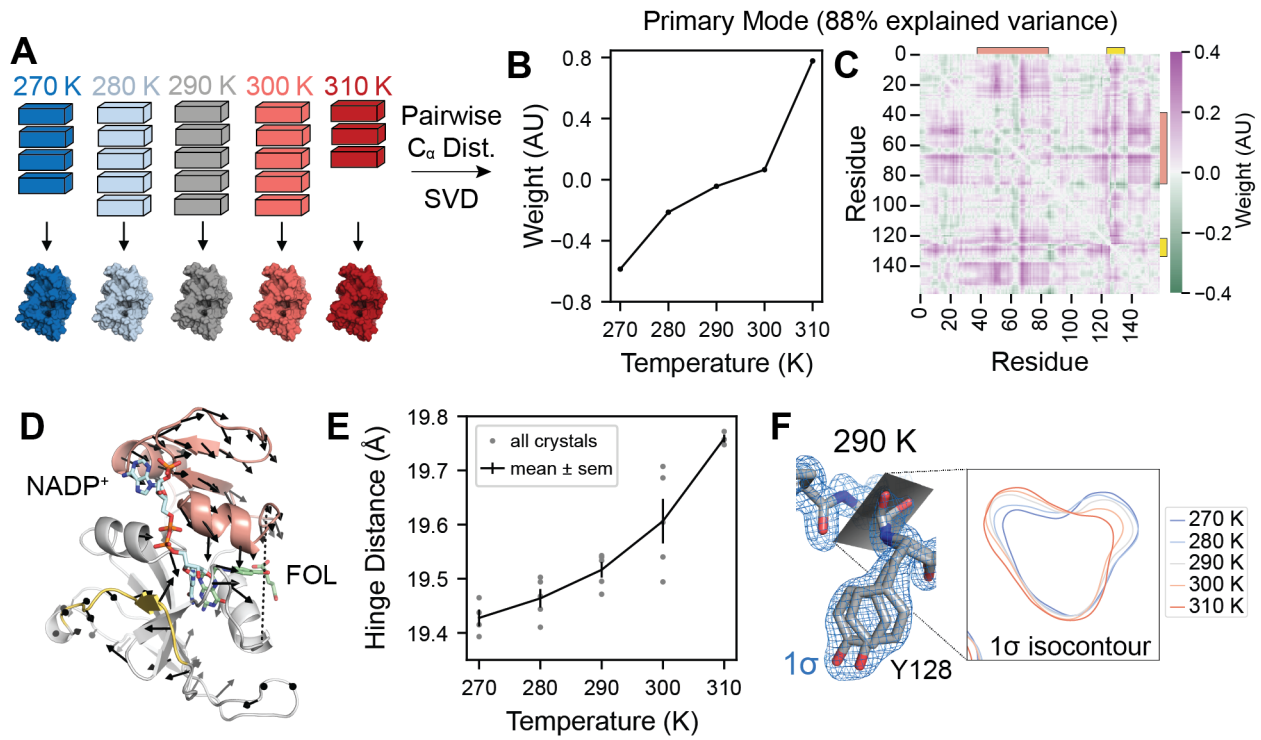 Primary Mode (88% explained variance)
A
270 K 280 K 290 K 300 K 310 K
Pairwise
Cα Dist.
SVD
B
0.8
0.4
0.0
−0.4
−0.8
Weight (AU)
270 280 290 300 310
Temperature (K)
C
0
20
40
60
80
100
120
140
Residue
0 20 40 60 80 100 120 140
Residue
0.4
0.2
0.0
−0.2
−0.4
Weight (AU)
D
NADP+
FOL
E
19.8
19.7
19.6
19.5
19.4
Hinge Distance (Å)
all crystals
mean ± sem
270 280 290 300 310
Temperature (K)
F
290 K
1σ
Y128
1σ isocontour
270 K
280 K
290 K
300 K
310 K